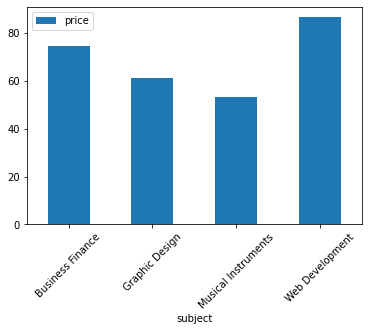 price
80
60
40
20
0
Business Finance
Graphic Design
Musical Instruments
Web Development
subject